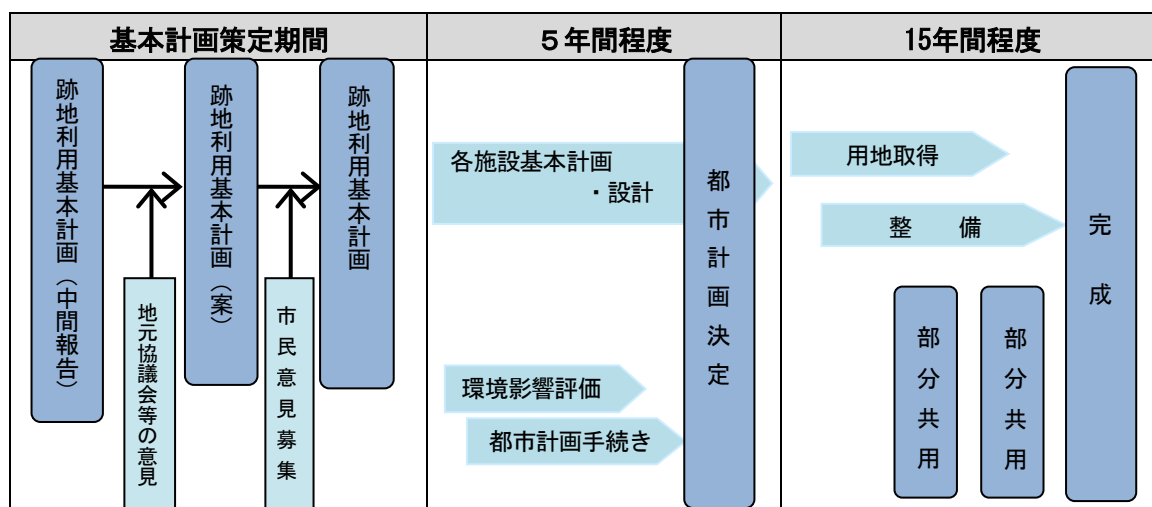 基本計画策定期間
５年間程度
15年間程度
跡地利用基本計画（中間報告）
地元協議会等の意見
跡地利用基本計画（案）
市民意見募集
跡地利用基本計画
各施設基本計画
・設計
環境影響評価
都市計画手続き
都市計画決定
用地取得
整　備
部分共用
部分共用
完成